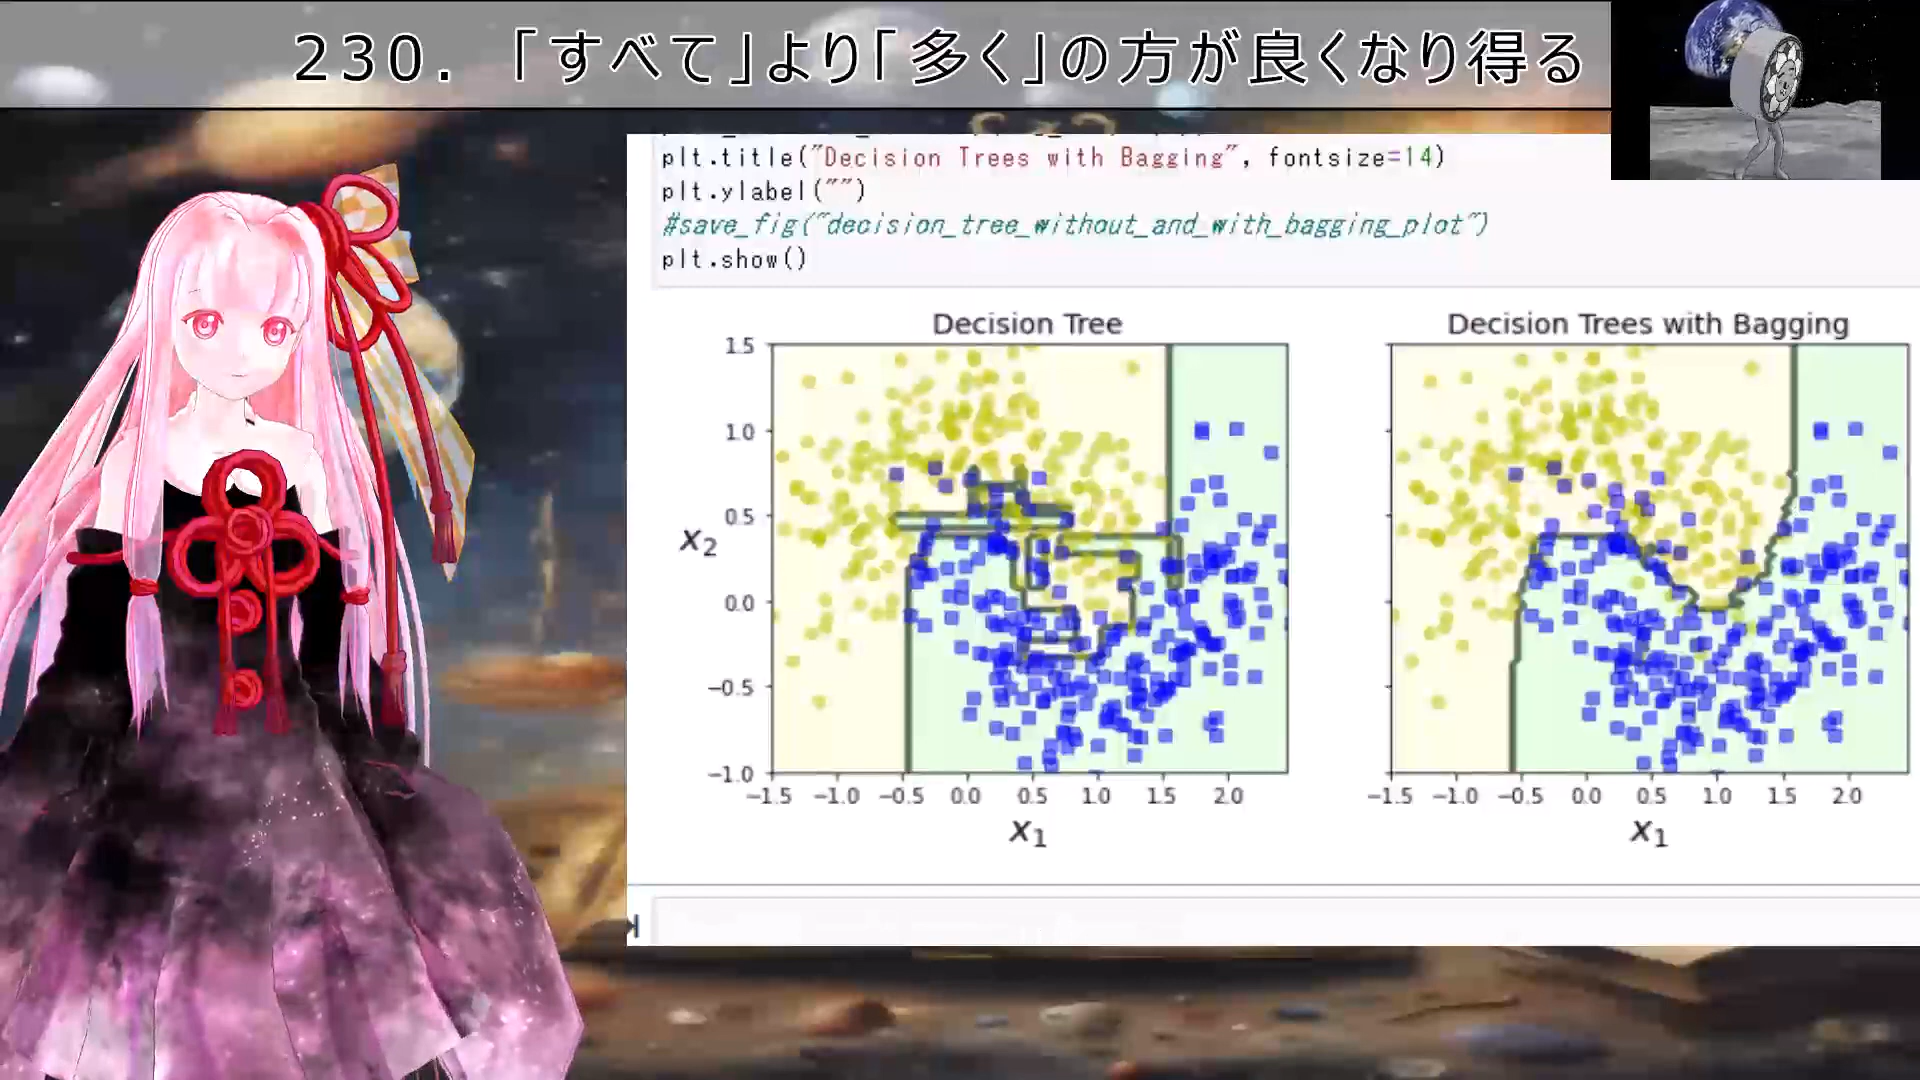 230. 「すべて」より「多く」の方が良くなり得る
plt.title("Decision Trees with Bagging", fontsize=14)
plt.ylabel("")
#save_fig("decision_tree_without_and_with_bagging_plot")
plt.show()
Decision Tree
1.5
1.0
0.5
0.0
−0.5
−1.0
x2
−1.5 −1.0 −0.5 0.0 0.5 1.0 1.5 2.0
x1
Decision Trees with Bagging
−1.5 −1.0 −0.5 0.0 0.5 1.0 1.5 2.0
x1